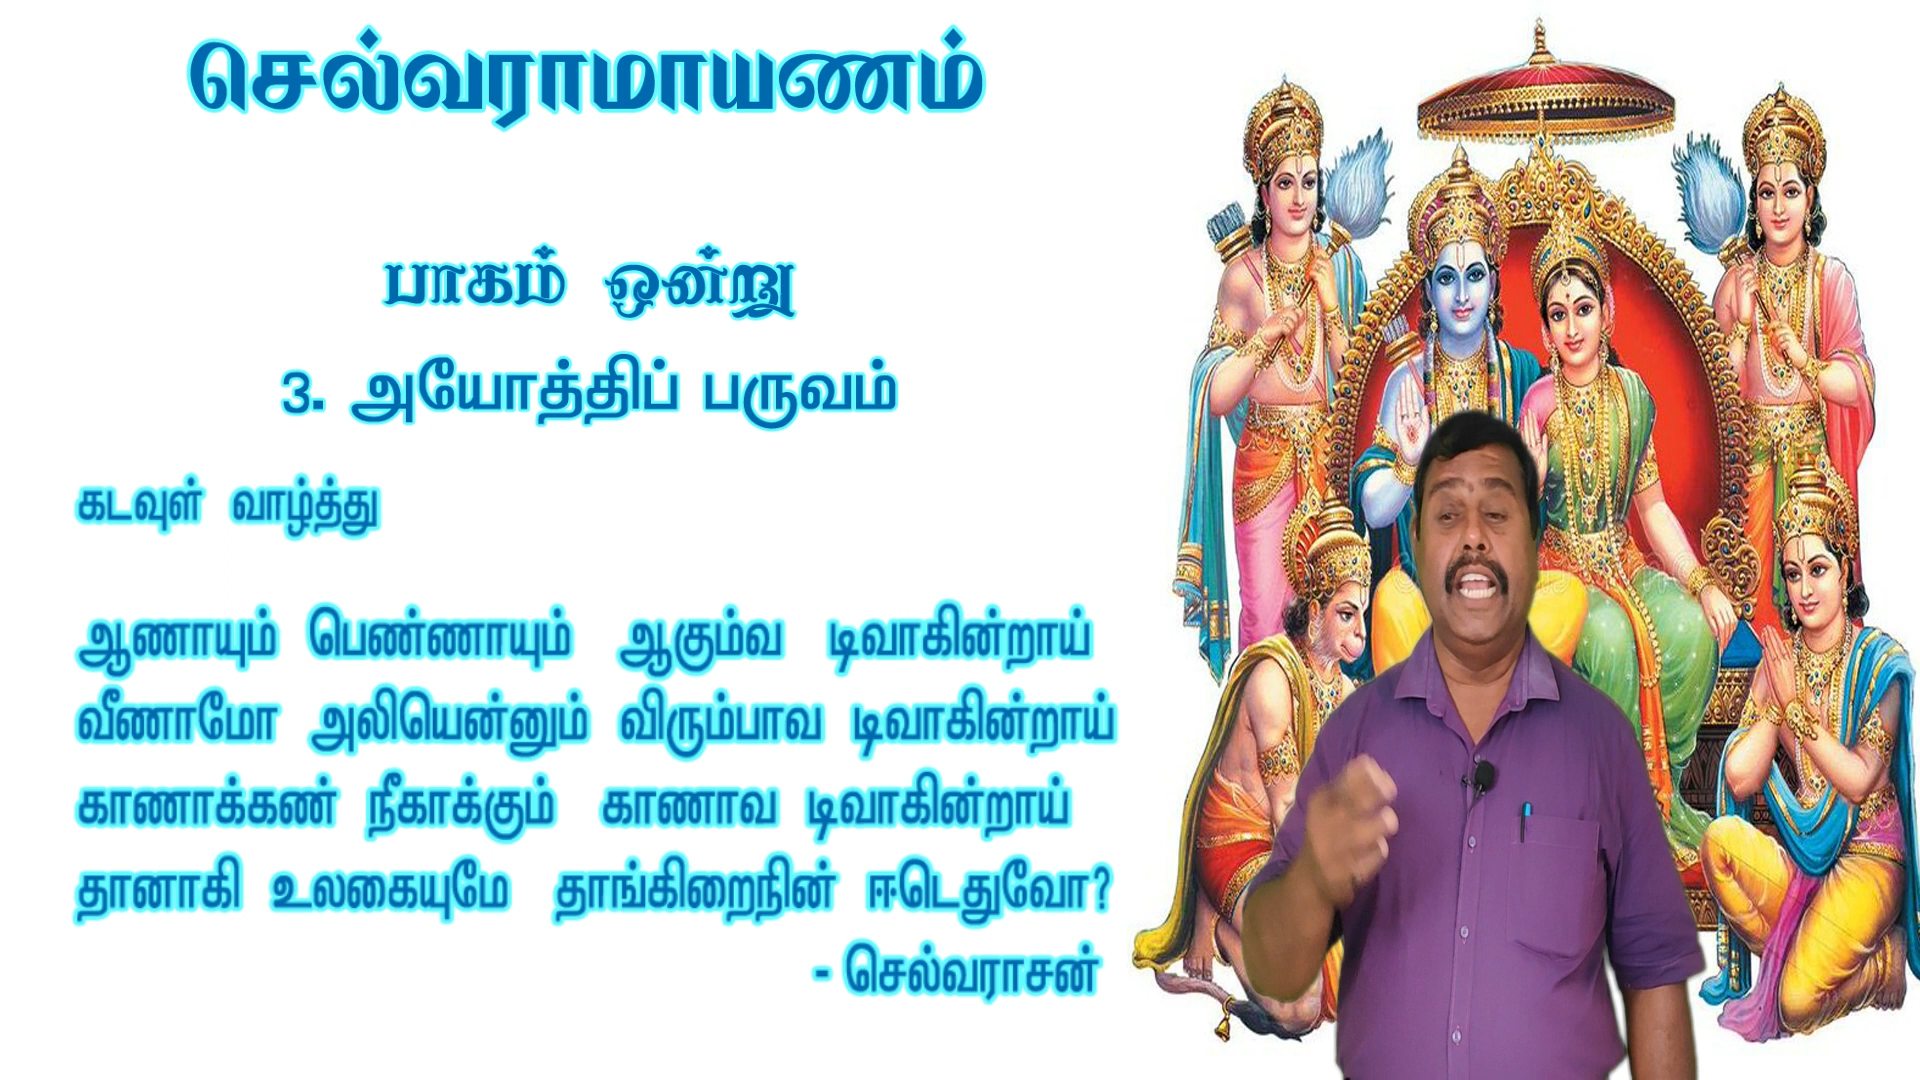 செல்வராமாயணம்
பாகம் ஒன்று
3. அயோத்திப் பருவம்
கடவுள் வாழ்த்து
ஆணாயும் பெண்ணாயும் ஆகும்வ டிவாகின்றாய்
வீணாமோ அலியென்னும் விரும்பாவ டிவாகின்றாய்
காணாக்கண் நீகாக்கும் காணாவ டிவாகின்றாய்
தானாகி உலகையுமே தாங்கிறைநின் ஈடெதுவோ?
- செல்வராசன்